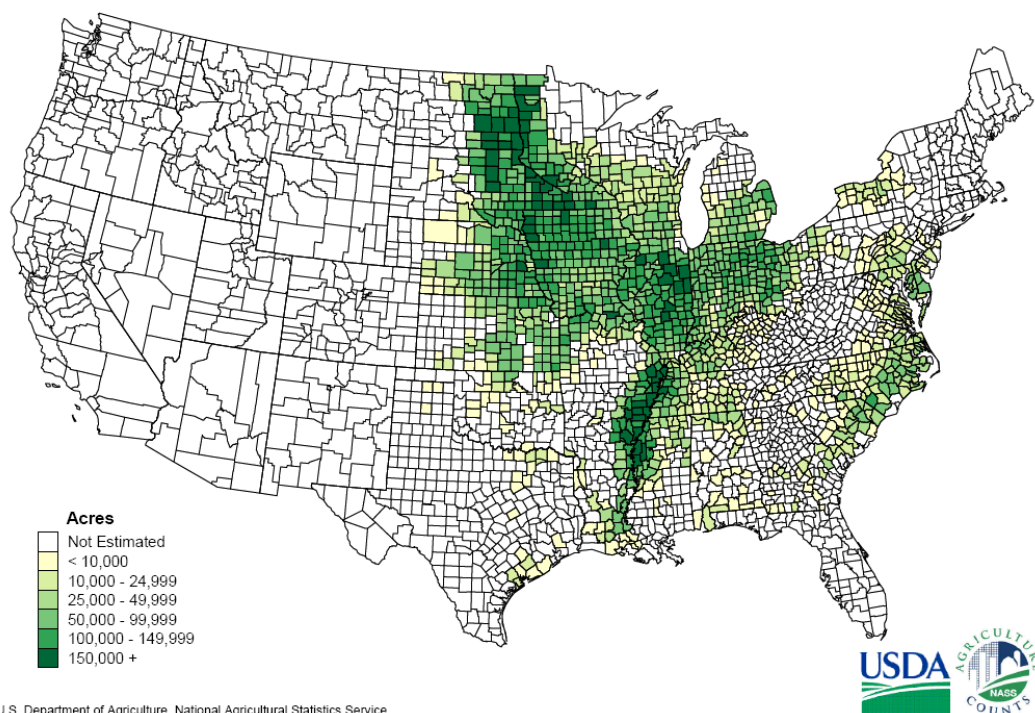 Acres
Not Estimated
< 10,000
10,000 - 24,999
25,000 - 49,999
50,000 - 99,999
100,000 - 149,999
150,000 +
USDA
AGRICULTURE
NASS
COUNTS
U.S. Department of Agriculture, National Agricultural Statistics Service